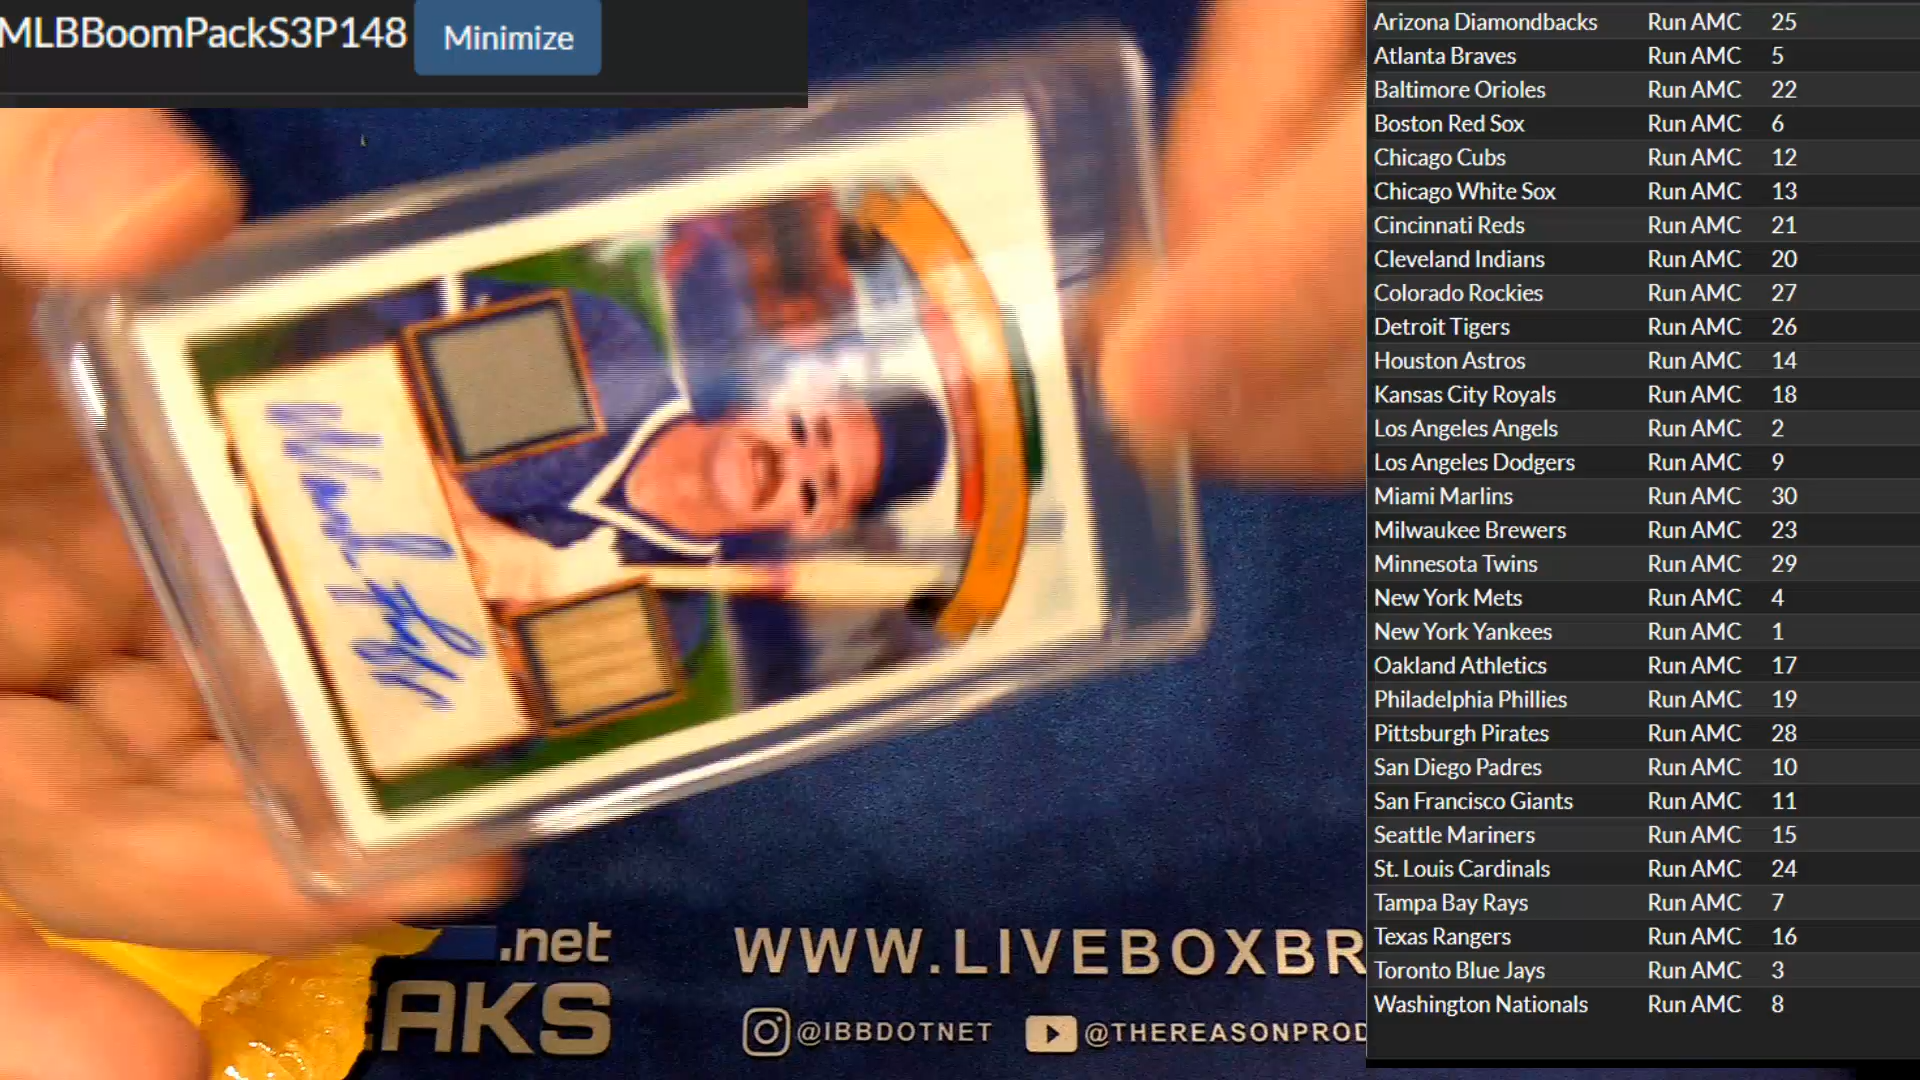 MLBBoomPackS3P148 Minimize
Arizona Diamondbacks Run AMC 25
Atlanta Braves Run AMC 5
Baltimore Orioles Run AMC 22
Boston Red Sox Run AMC 6
Chicago Cubs Run AMC 12
Chicago White Sox Run AMC 13
Cincinnati Reds Run AMC 21
Cleveland Indians Run AMC 20
Colorado Rockies Run AMC 27
Detroit Tigers Run AMC 26
Houston Astros Run AMC 14
Kansas City Royals Run AMC 18
Los Angeles Angels Run AMC 2
Los Angeles Dodgers Run AMC 9
Miami Marlins Run AMC 30
Milwaukee Brewers Run AMC 23
Minnesota Twins Run AMC 29
New York Mets Run AMC 4
New York Yankees Run AMC 1
Oakland Athletics Run AMC 17
Philadelphia Phillies Run AMC 19
Pittsburgh Pirates Run AMC 28
San Diego Padres Run AMC 10
San Francisco Giants Run AMC 11
Seattle Mariners Run AMC 15
St. Louis Cardinals Run AMC 24
Tampa Bay Rays Run AMC 7
Texas Rangers Run AMC 16
Toronto Blue Jays Run AMC 3
Washington Nationals Run AMC 8
.net
EAKS
WWW.LIVEBOXBR
@IBBDOTNET @THEREASONPROD